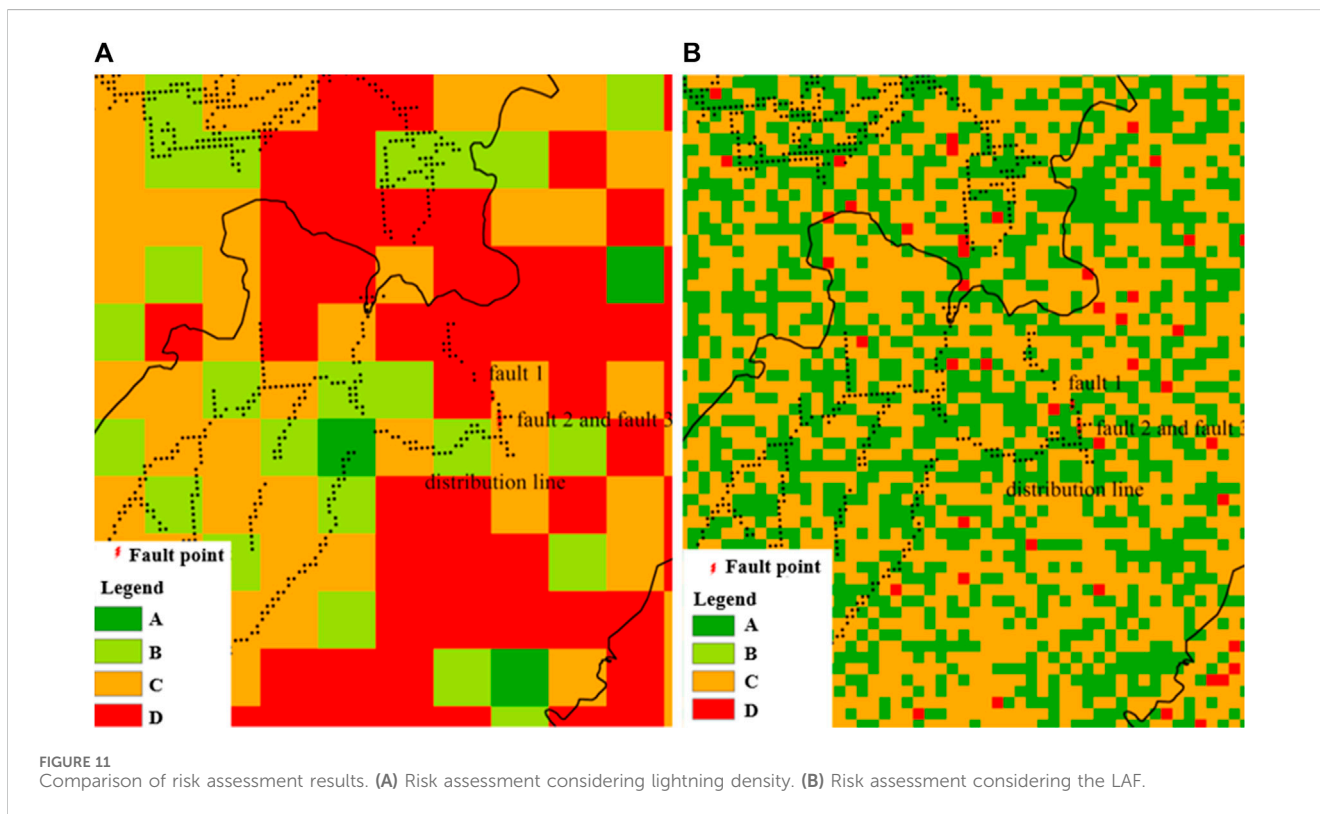 A
B
fault 1
fault 2 and fault 3
distribution line
Fault point
Legend
A
B
C
D
fault 1
fault 2 and fault
distribution line
Fault point
Legend
A
B
C
D
FIGURE 11
Comparison of risk assessment results. (A) Risk assessment considering lightning density. (B) Risk assessment considering the LAF.